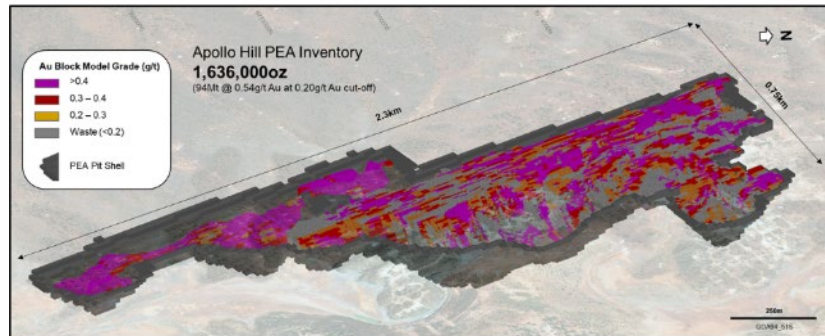 Au Block Model Grade (g/t)
>0.4
0.3 – 0.4
0.2 – 0.3
Waste (<0.2)
PEA Pit Shell
Apollo Hill PEA Inventory
1,636,000oz
(94Mt @ 0.54g/t Au at 0.20g/t Au cut-off)
2.3km
0.75km
N
250m